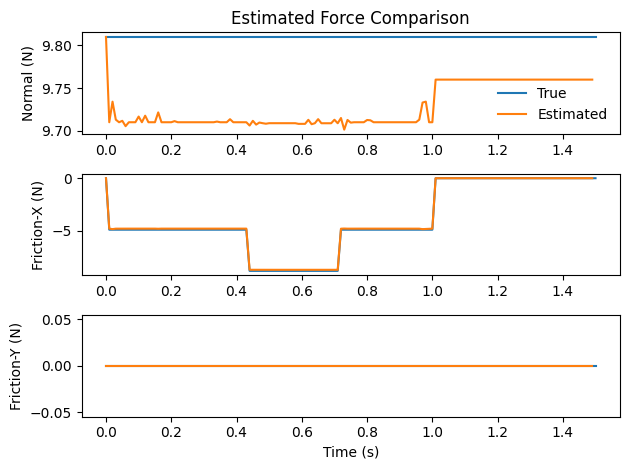 Estimated Force Comparison
Normal (N)
9.80
9.75
9.70
True
Estimated
0.0 0.2 0.4 0.6 0.8 1.0 1.2 1.4
Friction-X (N)
0
−5
0.0 0.2 0.4 0.6 0.8 1.0 1.2 1.4
Friction-Y (N)
0.05
0.00
−0.05
0.0 0.2 0.4 0.6 0.8 1.0 1.2 1.4
Time (s)